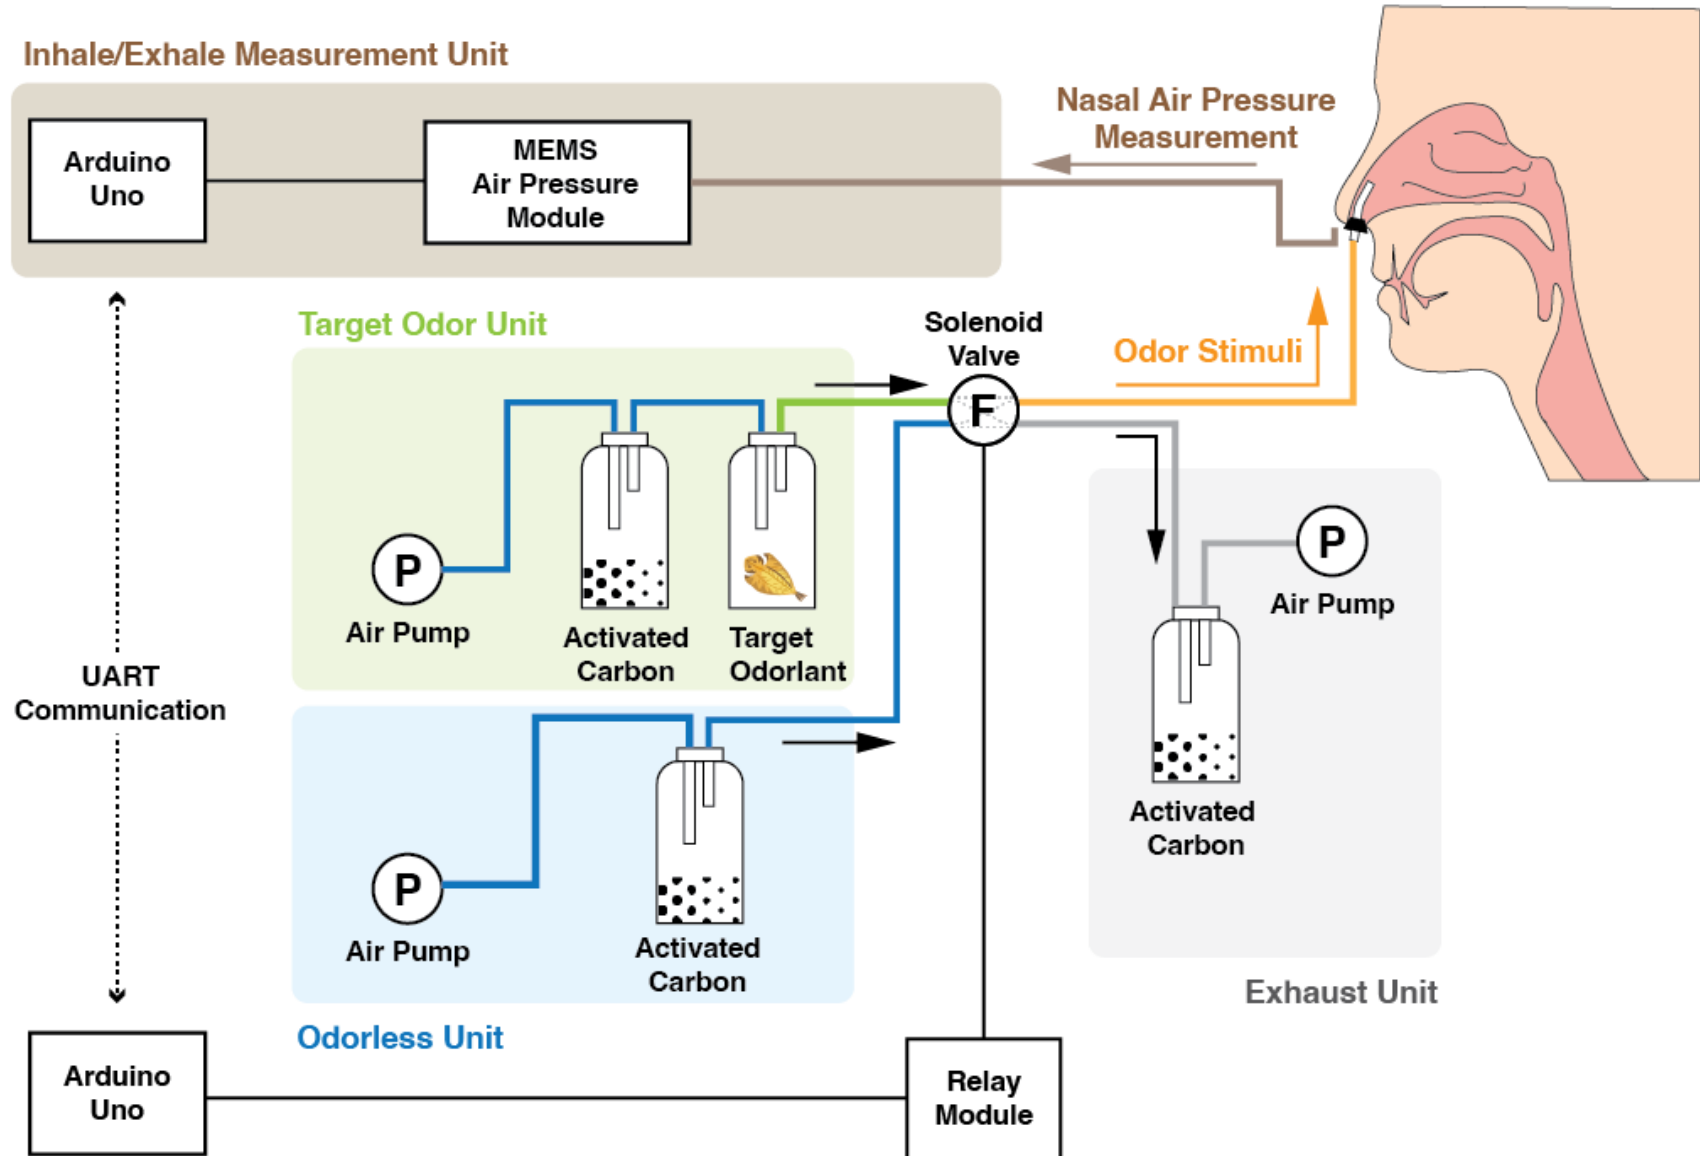 Inhale/Exhale Measurement Unit
Nasal Air Pressure
Measurement
Arduino
Uno
MEMS
Air Pressure
Module
Target Odor Unit
Solenoid
Valve
F
Odor Stimuli
P
Air Pump
Activated
Carbon
Target
Odorlant
P
Air Pump
Activated
Carbon
UART
Communication
P
Air Pump
Activated
Carbon
Exhaust Unit
Odorless Unit
Arduino
Uno
Relay
Module